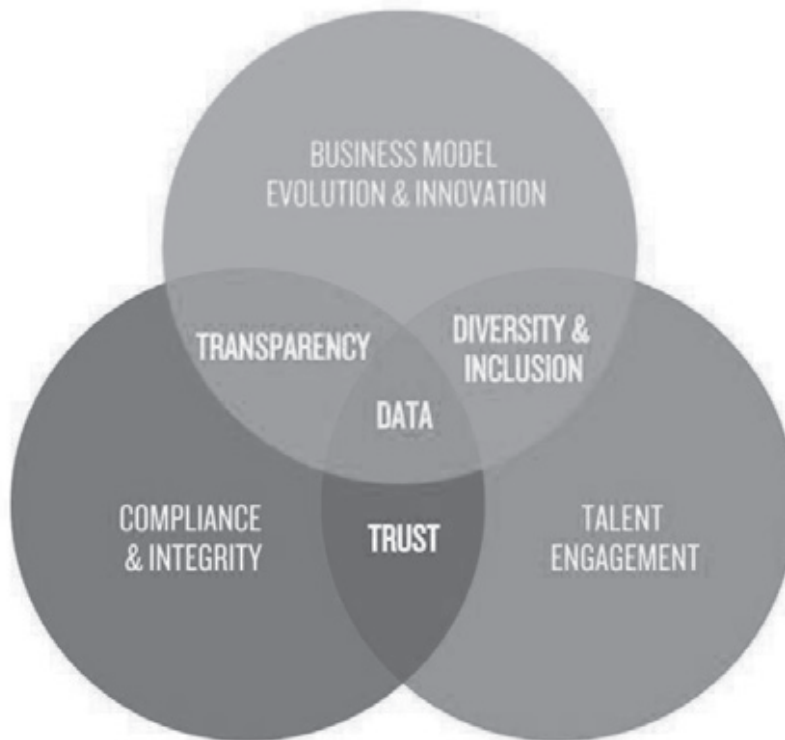 BUSINESS MODEL
EVOLUTION & INNOVATION
TRANSPARENCY
DIVERSITY &
INCLUSION
DATA
COMPLIANCE
& INTEGRITY
TRUST
TALENT
ENGAGEMENT